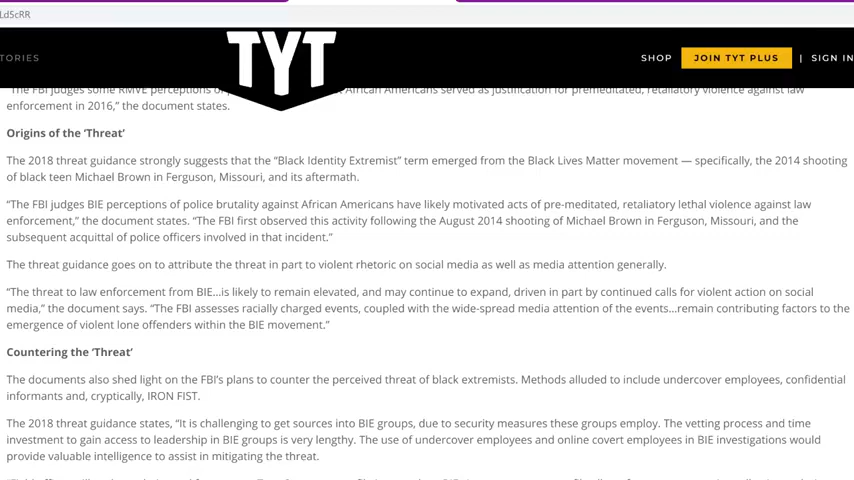 Ld5cRR
TORIES
TYT
SHOP
JOIN TYT PLUS
|
SIGN IN
"The FBI judges some RMVE perceptions of African Americans served as justification for premeditated, retaliatory violence against law
enforcement in 2016," the document states.
Origins of the 'Threat'
The 2018 threat guidance strongly suggests that the "Black Identity Extremist" term emerged from the Black Lives Matter movement — specifically, the 2014 shooting
of black teen Michael Brown in Ferguson, Missouri, and its aftermath.
"The FBI judges BIE perceptions of police brutality against African Americans have likely motivated acts of pre-meditated, retaliatory lethal violence against law
enforcement," the document states. "The FBI first observed this activity following the August 2014 shooting of Michael Brown in Ferguson, Missouri, and the
subsequent acquittal of police officers involved in that incident."
The threat guidance goes on to attribute the threat in part to violent rhetoric on social media as well as media attention generally.
"The threat to law enforcement from BIE...is likely to remain elevated, and may continue to expand, driven in part by continued calls for violent action on social
media," the document says. "The FBI assesses racially charged events, coupled with the wide-spread media attention of the events...remain contributing factors to the
emergence of violent lone offenders within the BIE movement."
Countering the 'Threat'
The documents also shed light on the FBI's plans to counter the perceived threat of black extremists. Methods alluded to include undercover employees, confidential
informants and, cryptically, IRON FIST.
The 2018 threat guidance states, "It is challenging to get sources into BIE groups, due to security measures these groups employ. The vetting process and time
investment to gain access to leadership in BIE groups is very lengthy. The use of undercover employees and online covert employees in BIE investigations would
provide valuable intelligence to assist in mitigating the threat.